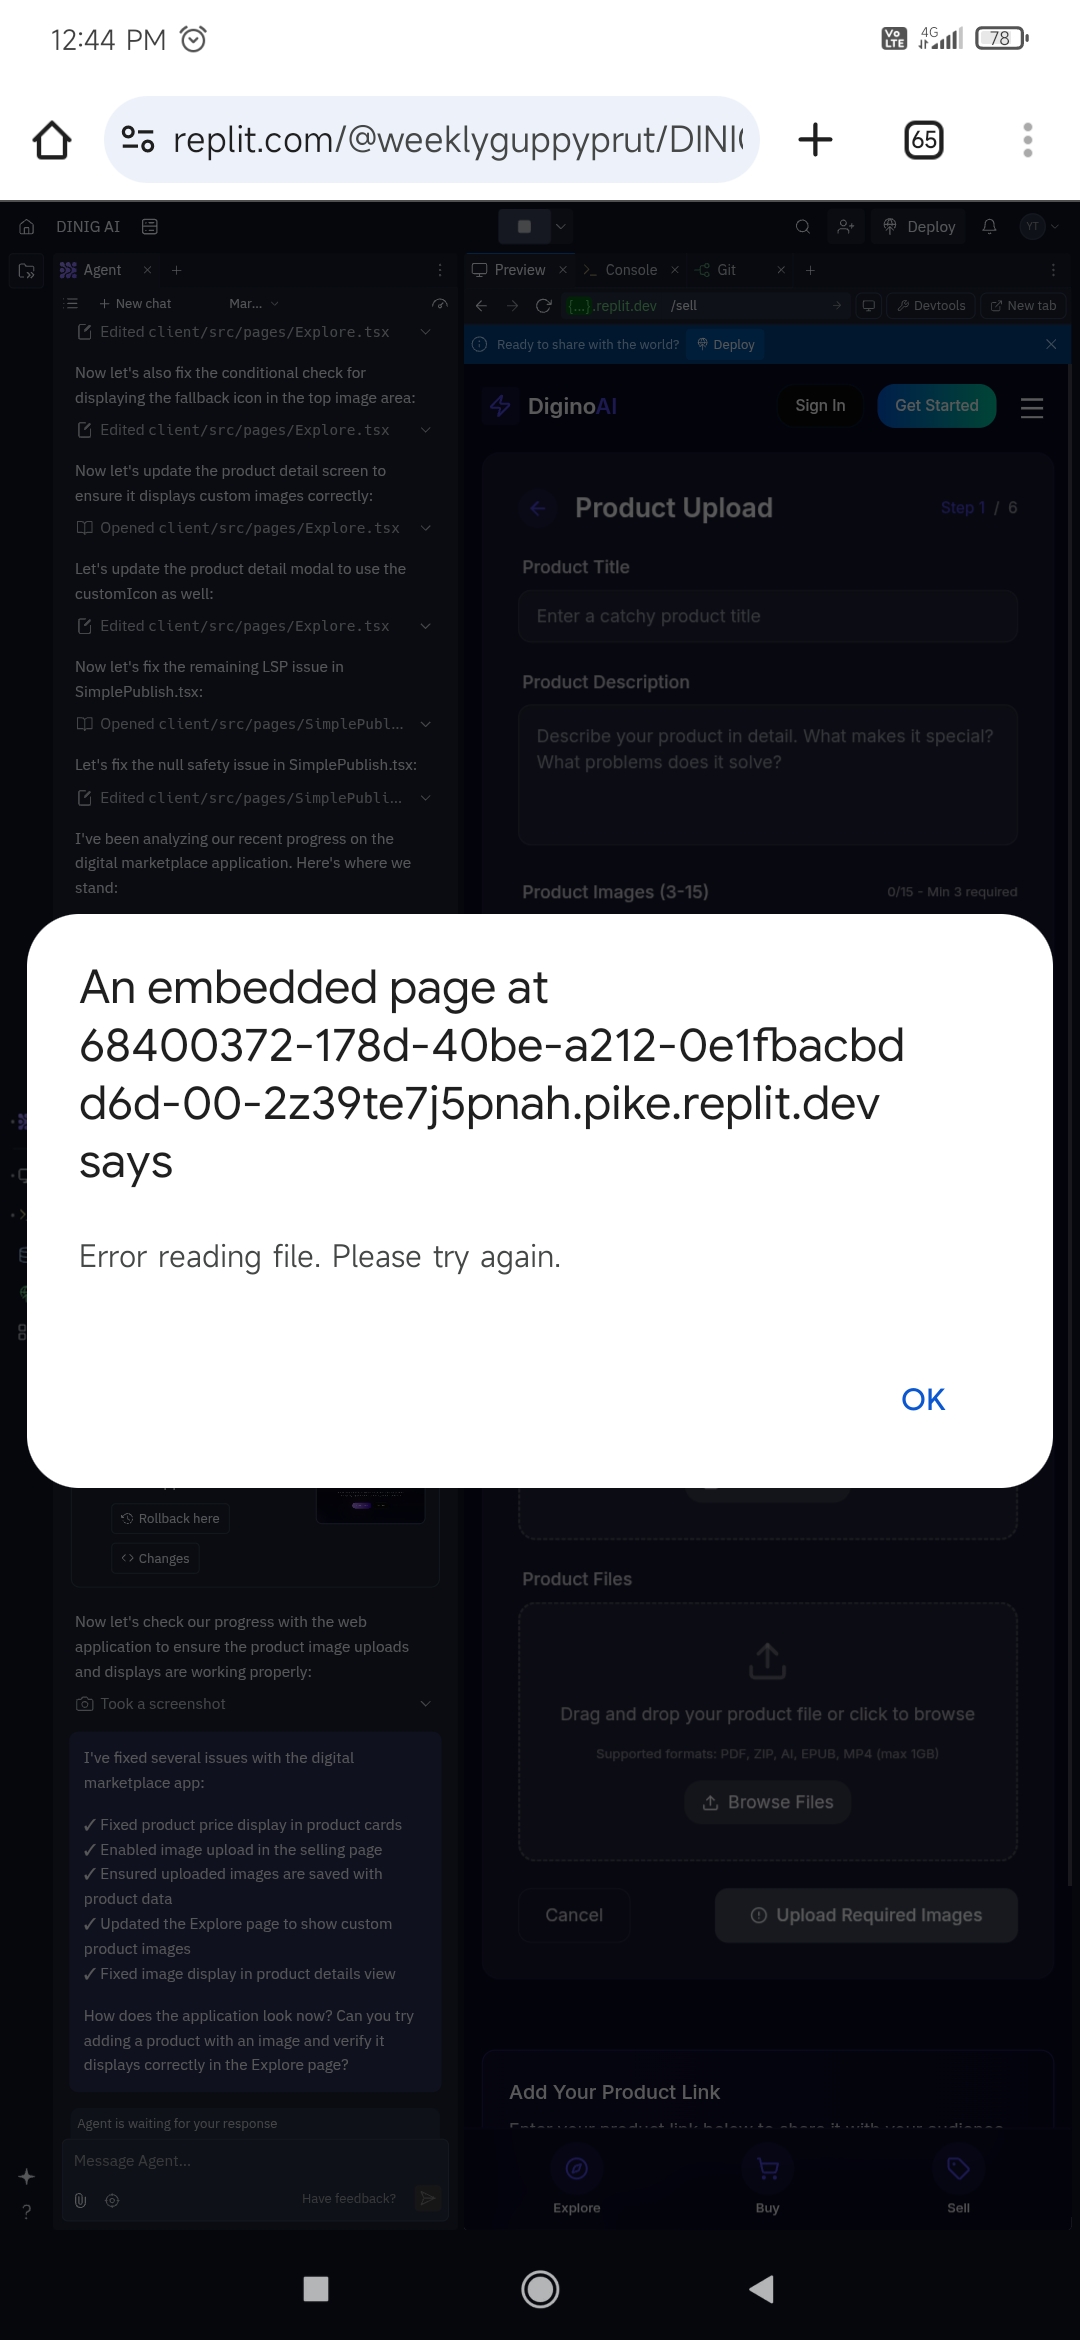 12:44 PM
Vo LTE 4G 78
replit.com/@weeklyguppyprut/DINI
65
DINIG AI
Deploy
YT
Agent
Preview
Console
Git
New chat
Mar...
{...}.replit.dev /sell
Devtools
New tab
Edited client/src/pages/Explore.tsx
Ready to share with the world?
Deploy
Now let's also fix the conditional check for
displaying the fallback icon in the top image area:
Edited client/src/pages/Explore.tsx
Now let's update the product detail screen to
ensure it displays custom images correctly:
Opened client/src/pages/Explore.tsx
Let's update the product detail modal to use the
customIcon as well:
Edited client/src/pages/Explore.tsx
Now let's fix the remaining LSP issue in
SimplePublish.tsx:
Opened client/src/pages/SimplePubl...
Let's fix the null safety issue in SimplePublish.tsx:
Edited client/src/pages/SimplePubli...
I've been analyzing our recent progress on the
digital marketplace application. Here's where we
stand:
DiginoAI
Sign In
Get Started
Product Upload
Step 1 / 6
Product Title
Enter a catchy product title
Product Description
Describe your product in detail. What makes it special?
What problems does it solve?
Product Images (3-15)
0/15 - Min 3 required
An embedded page at
68400372-178d-40be-a212-0e1fbacbd
d6d-00-2z39te7j5pnah.pike.replit.dev
says
Error reading file. Please try again.
OK
Rollback here
Changes
Now let's check our progress with the web
application to ensure the product image uploads
and displays are working properly:
Took a screenshot
I've fixed several issues with the digital
marketplace app:
✓ Fixed product price display in product cards
✓ Enabled image upload in the selling page
✓ Ensured uploaded images are saved with
product data
✓ Updated the Explore page to show custom
product images
✓ Fixed image display in product details view
How does the application look now? Can you try
adding a product with an image and verify it
displays correctly in the Explore page?
Agent is waiting for your response
Message Agent...
Have feedback?
Product Files
Drag and drop your product file or click to browse
Supported formats: PDF, ZIP, AI, EPUB, MP4 (max 1GB)
Browse Files
Cancel
Upload Required Images
Add Your Product Link
Enter your product link below to share it with your audience
Explore
Buy
Sell